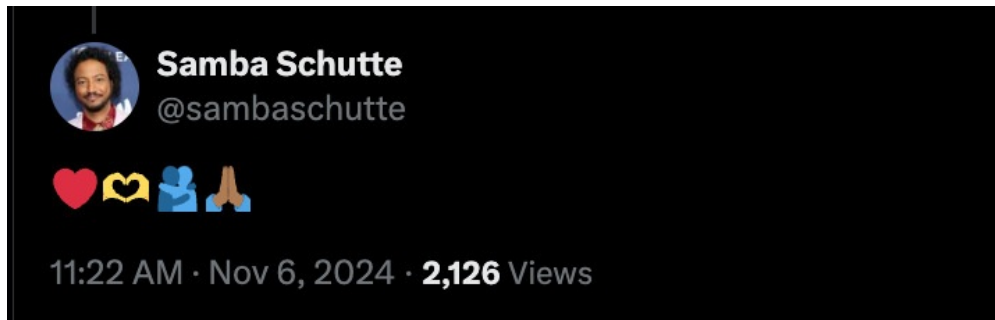 Samba Schutte
@sambaschutte
❤️🫶🫂🙏🏾
11:22 AM · Nov 6, 2024 · 2,126 Views